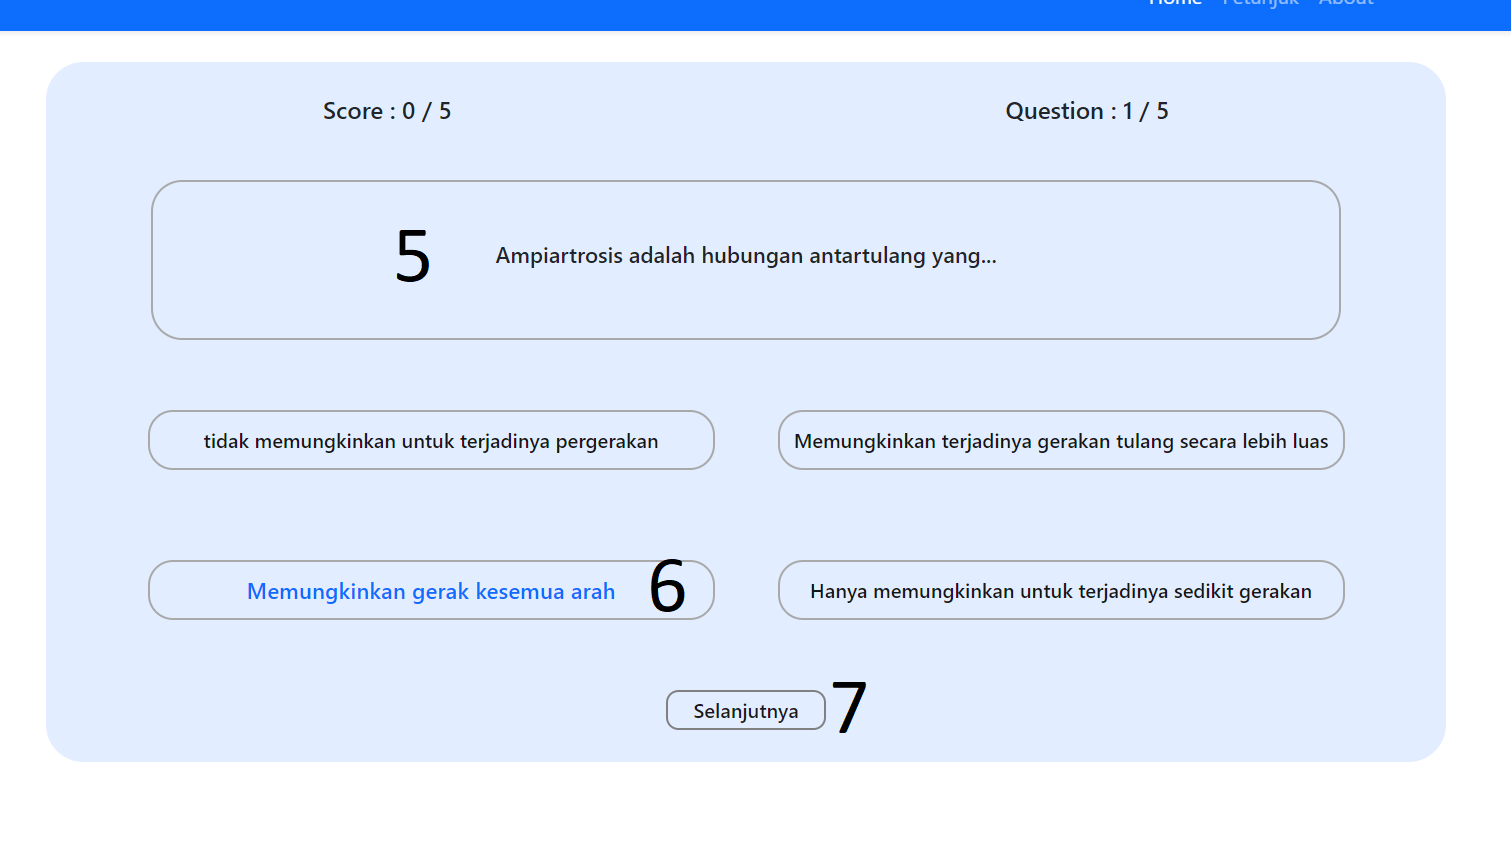 Home Petunjuk About
Score : 0 / 5
Question : 1 / 5
5
Ampiartrosis adalah hubungan antartulang yang...
tidak memungkinkan untuk terjadinya pergerakan
Memungkinkan terjadinya gerakan tulang secara lebih luas
Memungkinkan gerak kesemua arah
6
Hanya memungkinkan untuk terjadinya sedikit gerakan
Selanjutnya
7